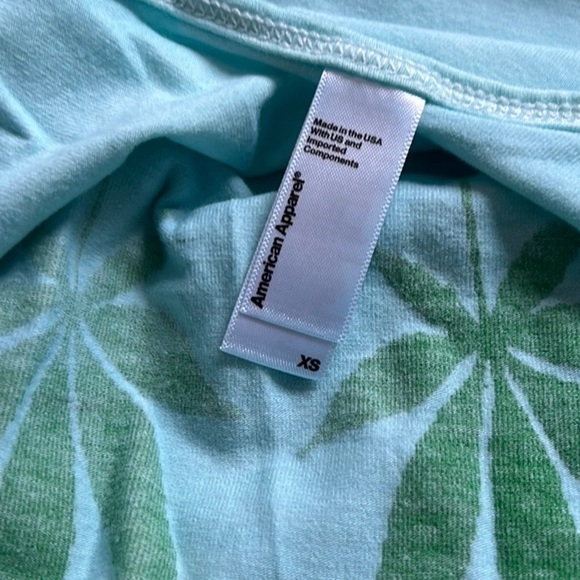 Made in the USA
With US and
Imported
Components
American Apparel®
XS